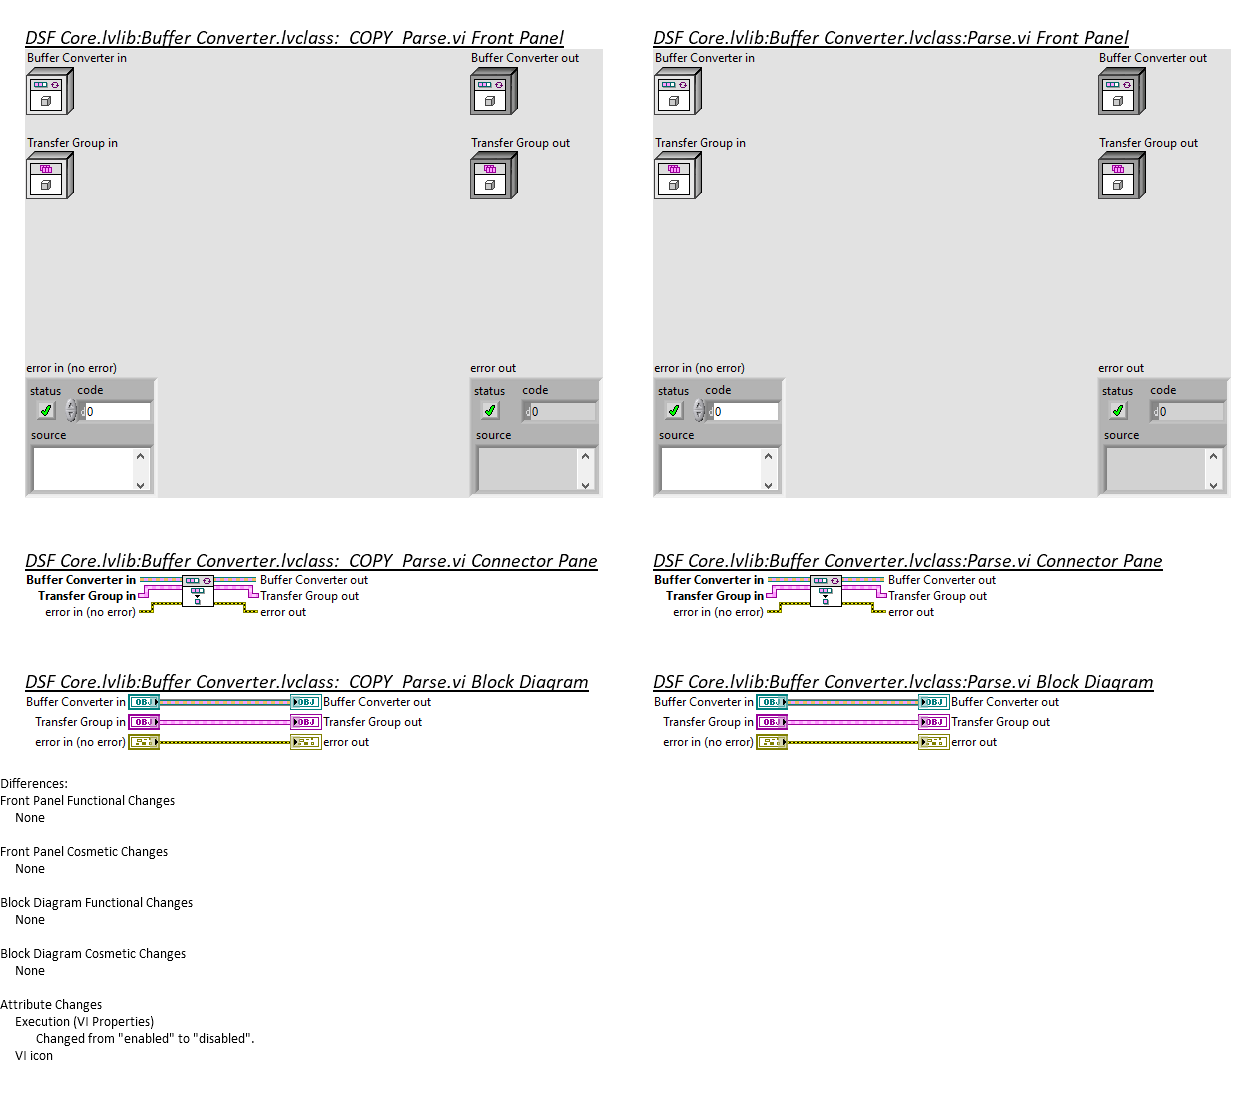 DSF Core.lvlib:Buffer Converter.lvclass:_COPY_Parse.vi Front Panel
Buffer Converter in
Buffer Converter out
Transfer Group in
Transfer Group out
error in (no error)
error out
status
code
d
0
source
status
code
d
0
source
DSF Core.lvlib:Buffer Converter.lvclass:Parse.vi Front Panel
Buffer Converter in
Buffer Converter out
Transfer Group in
Transfer Group out
error in (no error)
error out
status
code
d
0
source
status
code
d
0
source
DSF Core.lvlib:Buffer Converter.lvclass:_COPY_Parse.vi Connector Pane
Buffer Converter in
Buffer Converter out
Transfer Group in
Transfer Group out
error in (no error)
error out
DSF Core.lvlib:Buffer Converter.lvclass:Parse.vi Connector Pane
Buffer Converter in
Buffer Converter out
Transfer Group in
Transfer Group out
error in (no error)
error out
DSF Core.lvlib:Buffer Converter.lvclass:_COPY_Parse.vi Block Diagram
Buffer Converter in OBJ OBJ Buffer Converter out
Transfer Group in OBJ OBJ Transfer Group out
error in (no error) error out
DSF Core.lvlib:Buffer Converter.lvclass:Parse.vi Block Diagram
Buffer Converter in OBJ OBJ Buffer Converter out
Transfer Group in OBJ OBJ Transfer Group out
error in (no error) error out
Differences:
Front Panel Functional Changes
None
Front Panel Cosmetic Changes
None
Block Diagram Functional Changes
None
Block Diagram Cosmetic Changes
None
Attribute Changes
Execution (VI Properties)
Changed from "enabled" to "disabled".
VI icon